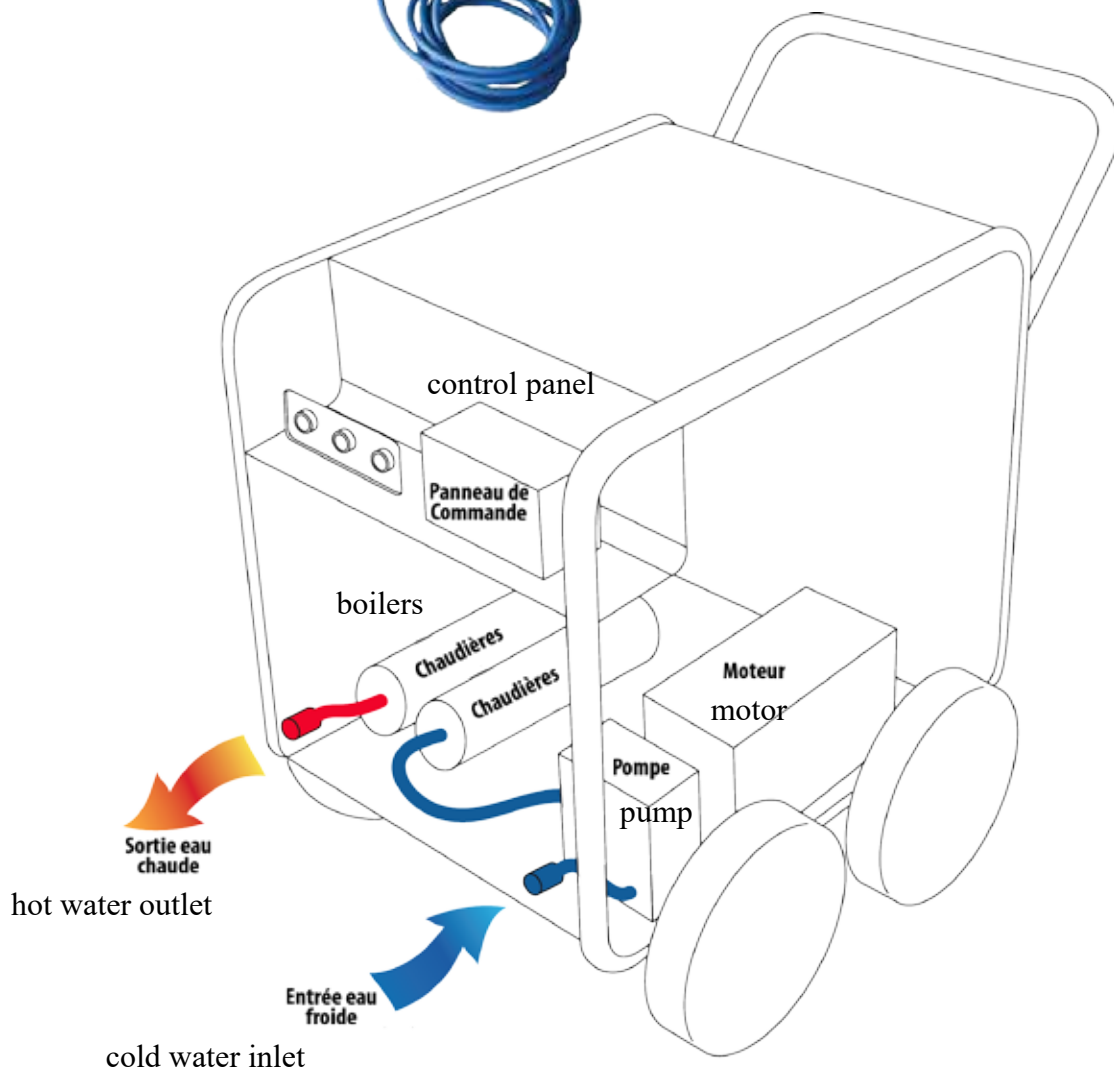 control panel
Panneau de
Commande
boilers
Chaudières
Chaudières
Moteur
motor
Pompe
pump
Sortie eau
chaude
hot water outlet
Entrée eau
froide
cold water inlet